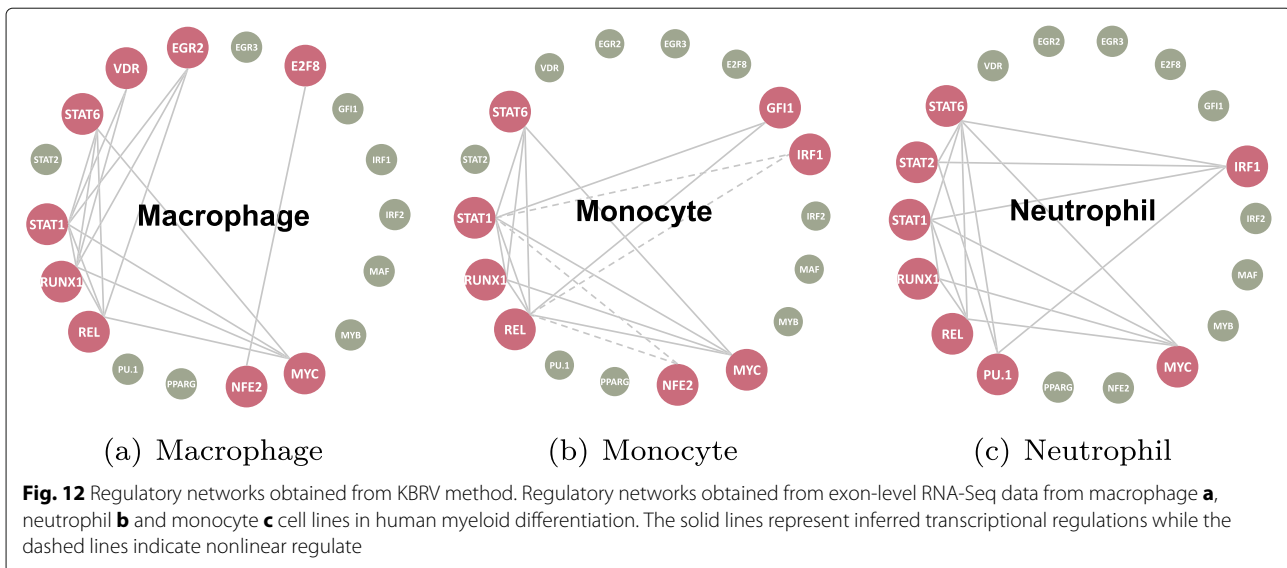 EGR2
EGR3
E2F8
VDR
GFI1
STAT6
IRF1
STAT2
IRF2
STAT1
Macrophage
RUNX1
MAF
REL
MYB
PU.1
PPARG
NFE2
MYC
(a) Macrophage
EGR2
EGR3
E2F8
VDR
GFI1
STAT6
IRF1
STAT2
IRF2
STAT1
Monocyte
RUNX1
MAF
REL
MYB
PU.1
PPARG
NFE2
MYC
(b) Monocyte
EGR2
EGR3
E2F8
VDR
GFI1
STAT6
IRF1
STAT2
IRF2
STAT1
Neutrophil
RUNX1
MAF
REL
MYB
PU.1
PPARG
NFE2
MYC
(c) Neutrophil
Fig. 12 Regulatory networks obtained from KBRV method. Regulatory networks obtained from exon-level RNA-Seq data from macrophage a,
neutrophil b and monocyte c cell lines in human myeloid differentiation. The solid lines represent inferred transcriptional regulations while the
dashed lines indicate nonlinear regulate